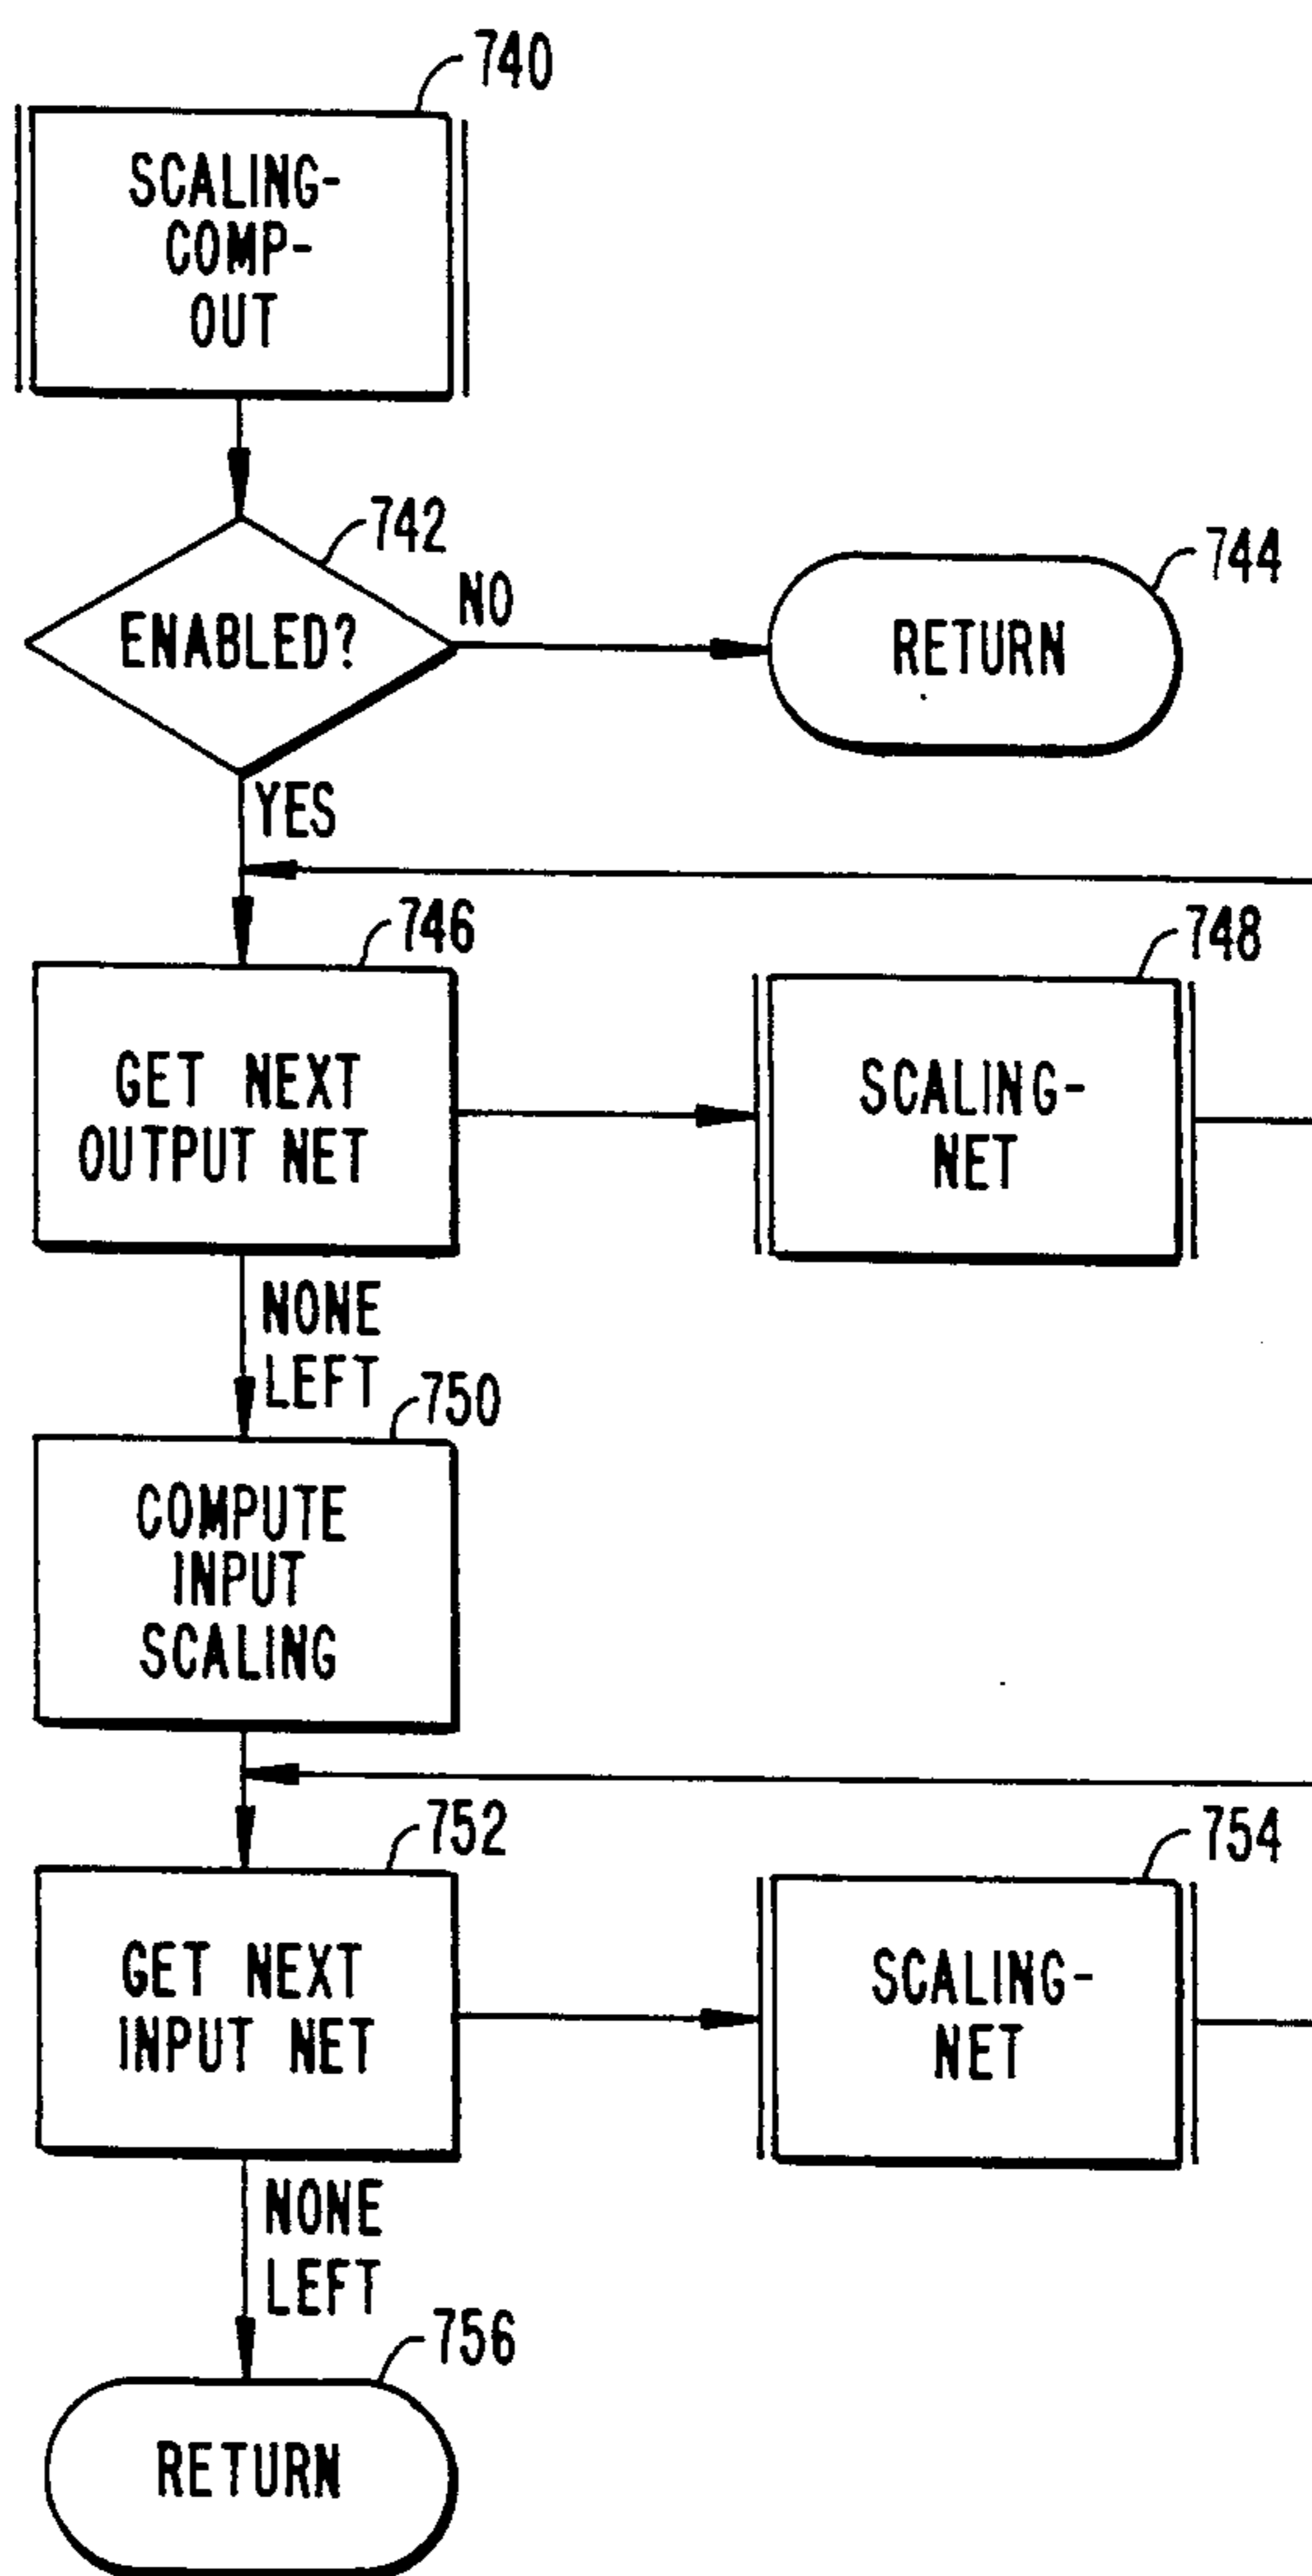 740
SCALING-
COMP-
OUT
742
ENABLED?
NO
744
RETURN
YES
746
GET NEXT
OUTPUT NET
748
SCALING-
NET
NONE
LEFT
750
COMPUTE
INPUT
SCALING
752
GET NEXT
INPUT NET
754
SCALING-
NET
NONE
LEFT
756
RETURN